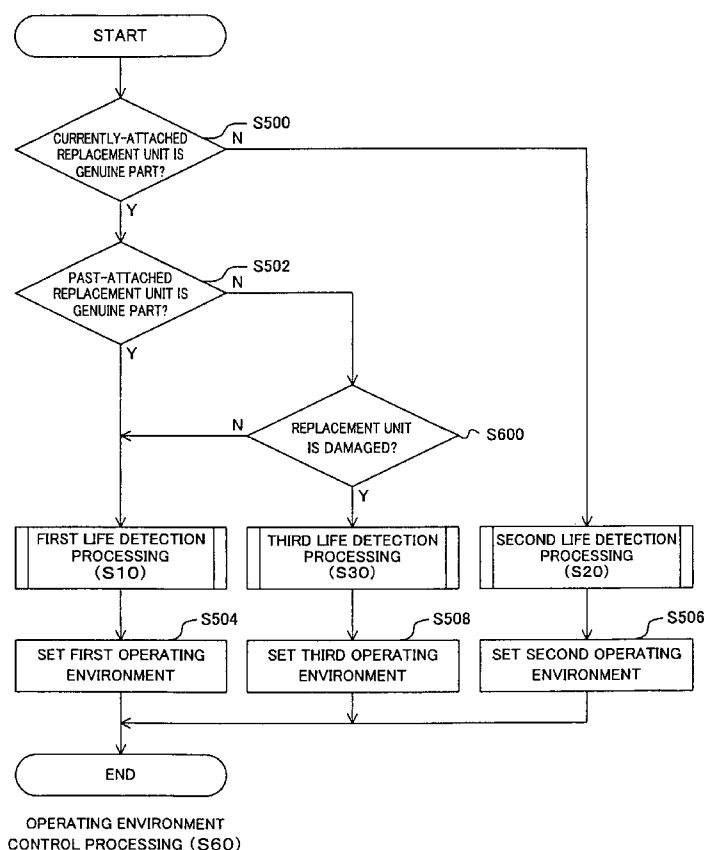 START
CURRENTLY-ATTACHED
REPLACEMENT UNIT IS
GENUINE PART?
S500
N
Y
PAST-ATTACHED
REPLACEMENT UNIT IS
GENUINE PART?
S502
N
Y
REPLACEMENT UNIT
IS DAMAGED?
S600
N
Y
FIRST LIFE DETECTION
PROCESSING
(S10)
THIRD LIFE DETECTION
PROCESSING
(S30)
SECOND LIFE DETECTION
PROCESSING
(S20)
S504
SET FIRST OPERATING
ENVIRONMENT
S508
SET THIRD OPERATING
ENVIRONMENT
S506
SET SECOND OPERATING
ENVIRONMENT
END
OPERATING ENVIRONMENT
CONTROL PROCESSING (S60)